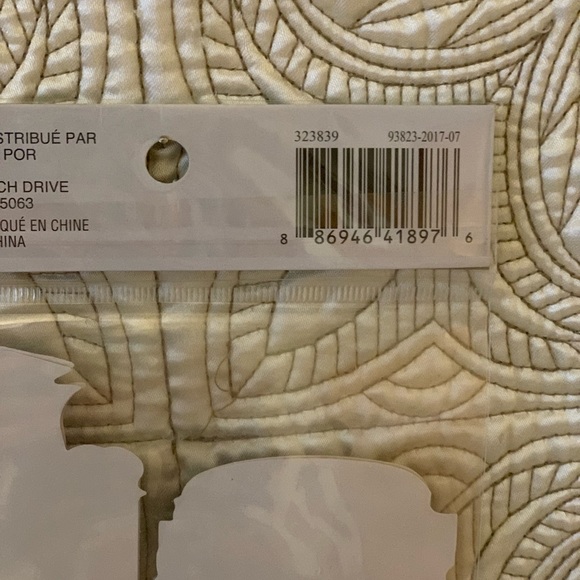 STRIBUÉ PAR
POR
CH DRIVE
5063
QUÉ EN CHINE
HINA
323839 93823-2017-07
8 86946 41897 6